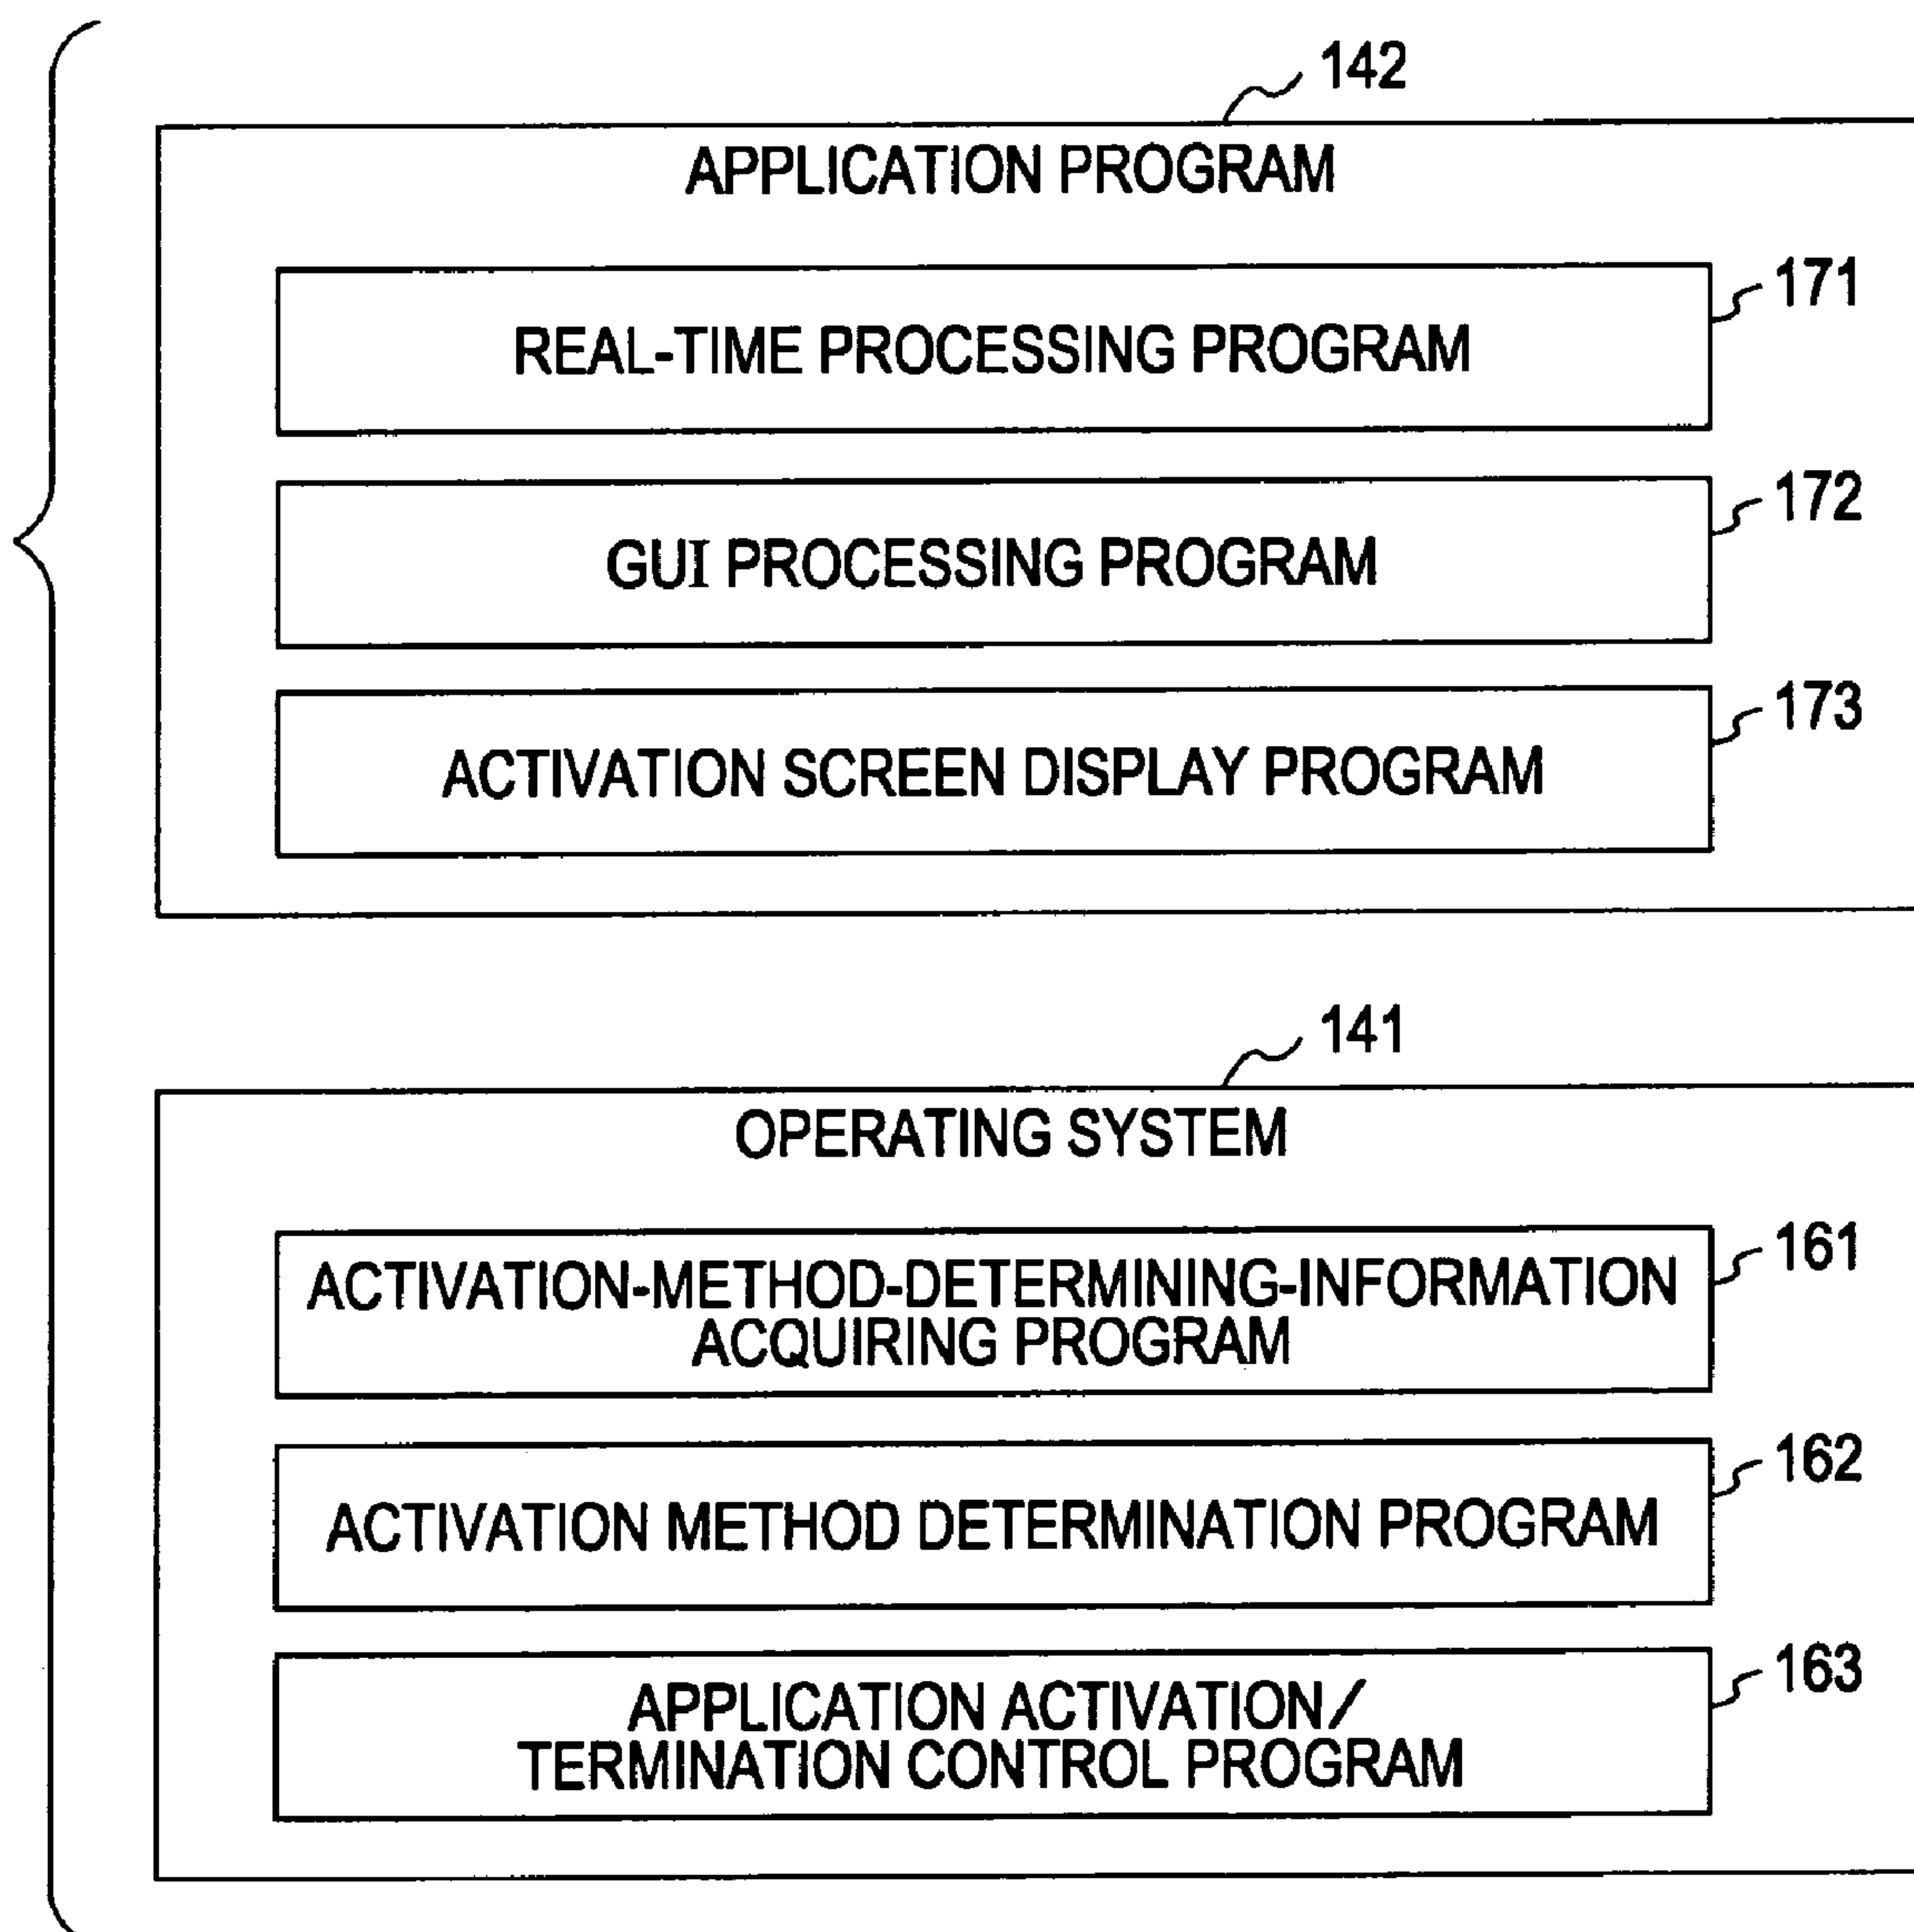 142
APPLICATION PROGRAM
171
REAL-TIME PROCESSING PROGRAM
172
GUI PROCESSING PROGRAM
173
ACTIVATION SCREEN DISPLAY PROGRAM
141
OPERATING SYSTEM
161
ACTIVATION-METHOD-DETERMINING-INFORMATION
ACQUIRING PROGRAM
162
ACTIVATION METHOD DETERMINATION PROGRAM
163
APPLICATION ACTIVATION/
TERMINATION CONTROL PROGRAM